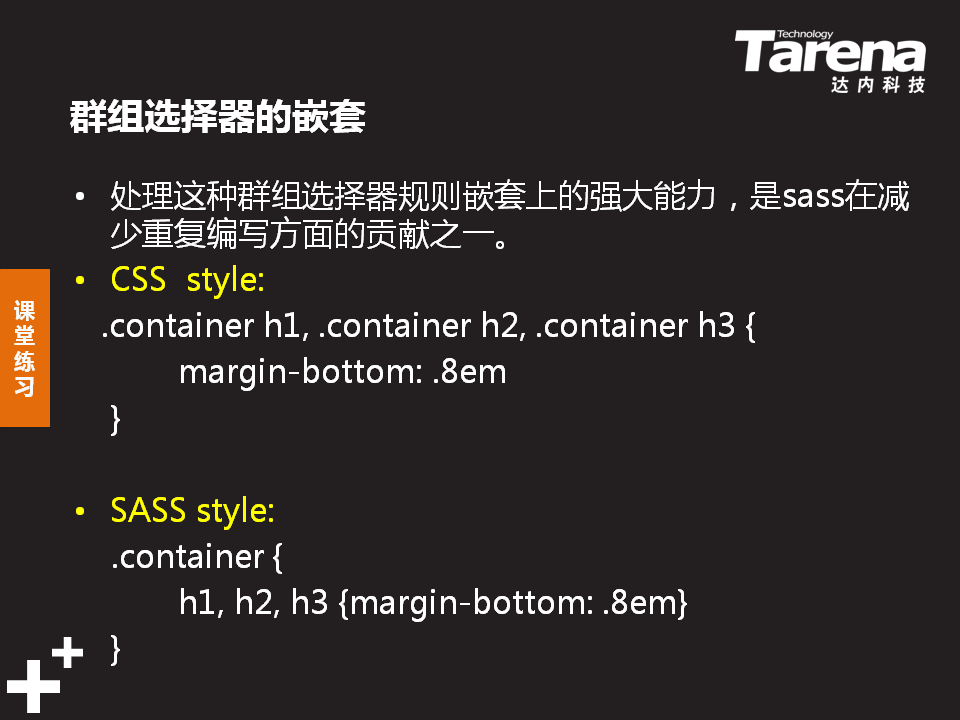 Technology
Tarena
达内科技
群组选择器的嵌套
• 处理这种群组选择器规则嵌套上的强大能力，是sass在减
少重复编写方面的贡献之一。
• CSS  style:
.container h1, .container h2, .container h3 {
margin-bottom: .8em
}
课堂练习
• SASS style:
.container {
h1, h2, h3 {margin-bottom: .8em}
}